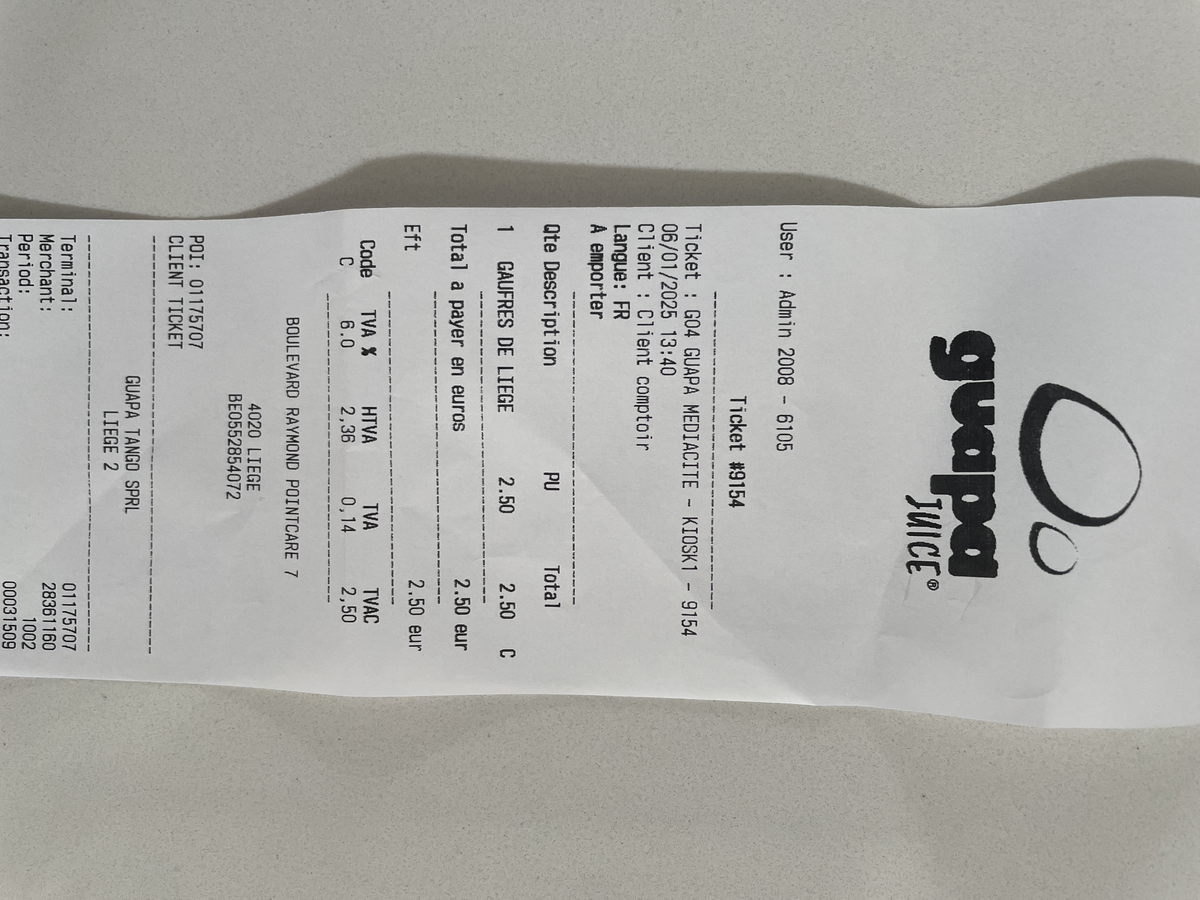 guapa
JUICE®
User : Admin 2008 - 6105
Ticket #9154
Ticket : G04 GUAPA MEDIACITE - KIOSK1 - 9154
06/01/2025 13:40
Client : Client comptoir
Langue: FR
A emporter
Qte Description PU Total
1 GAUFRES DE LIEGE 2.50 2.50 C
Total a payer en euros 2.50 eur
Eft 2.50 eur
Code TVA % HTVA TVA TVAC
C 6.0 2,36 0,14 2,50
BOULEVARD RAYMOND POINTCARE 7
4020 LIEGE
BE0552854072
POI: 01175707
CLIENT TICKET
GUAPA TANGO SPRL
LIEGE 2
Terminal: 01175707
Merchant: 28361160
Period: 1002
Transaction: 00031509